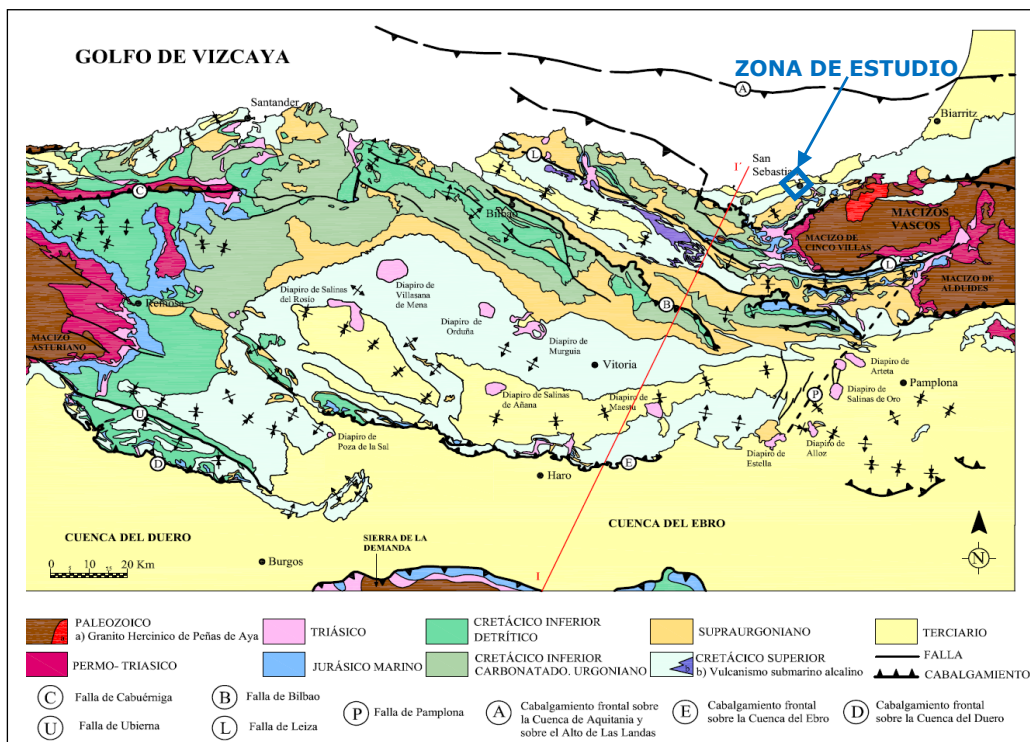 GOLFO DE VIZCAYA
ZONA DE ESTUDIO
A
Biarritz
Santander
L
San
Sebastian
I'
C
Bilbao
MACIZOS
VASCOS
MACIZO DE
CINCO VILLAS
L
MACIZO DE
ALDUIDES
Reinosa
Diapiro de Salinas
del Rosío
Diapiro de
Villasana
de Mena
Diapiro de
Orduña
Diapiro de
Murguia
B
MACIZO
ASTURIANO
Vitoria
Diapiro de
Arteta
Pamplona
Diapiro de
Salinas de Oro
P
Diapiro de Salinas
de Añana
Diapiro de
Maestu
U
Diapiro de
Poza de la Sal
Diapiro de
Alloz
Diapiro de
Estella
D
E
Haro
CUENCA DEL DUERO
SIERRA DE LA
DEMANDA
CUENCA DEL EBRO
Burgos
0 10 20 Km
I
N
PALEOZOICO
a) Granito Hercinico de Peñas de Aya
a
TRIÁSICO
CRETÁCIO INFERIOR
DETRÍTICO
SUPRAURGONIANO
TERCIARIO
PERMO- TRIASICO
JURÁSICO MARINO
CRETÁCICO INFERIOR
CARBONATADO. URGONIANO
b
CRETÁCICO SUPERIOR
b) Vulcanismo submarino alcalino
FALLA
CABALGAMIENTO
C Falla de Cabuérniga
B Falla de Bilbao
U Falla de Ubierna
L Falla de Leiza
P Falla de Pamplona
A Cabalgamiento frontal sobre
la Cuenca de Aquitania y
sobre el Alto de Las Landas
E Cabalgamiento frontal
sobre la Cuenca del Ebro
D Cabalgamiento frontal
sobre la Cuenca del Duero